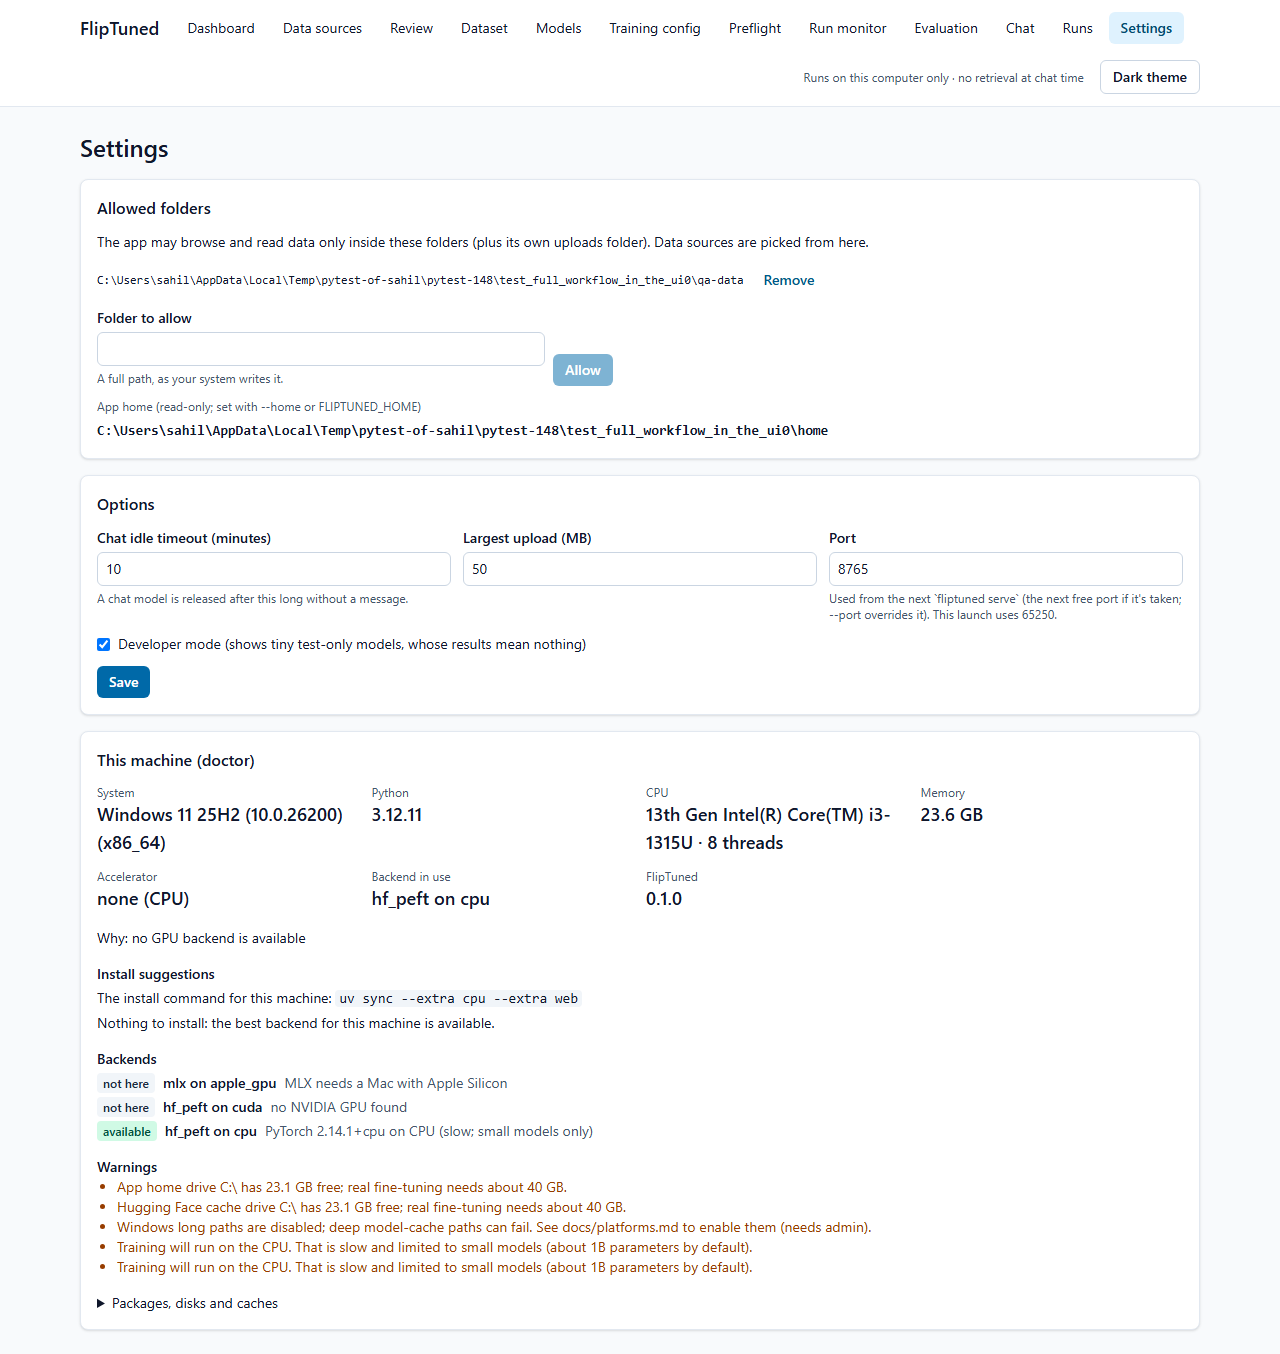 FlipTuned
Dashboard
Data sources
Review
Dataset
Models
Training config
Preflight
Run monitor
Evaluation
Chat
Runs
Settings
Runs on this computer only · no retrieval at chat time
Dark theme
Settings
Allowed folders
The app may browse and read data only inside these folders (plus its own uploads folder). Data sources are picked from here.
C:\Users\sahil\AppData\Local\Temp\pytest-of-sahil\pytest-148\test_full_workflow_in_the_ui0\qa-data
Remove
Folder to allow
A full path, as your system writes it.
Allow
App home (read-only; set with --home or FLIPTUNED_HOME)
C:\Users\sahil\AppData\Local\Temp\pytest-of-sahil\pytest-148\test_full_workflow_in_the_ui0\home
Options
Chat idle timeout (minutes)
10
A chat model is released after this long without a message.
Largest upload (MB)
50
Port
8765
Used from the next `fliptuned serve` (the next free port if it's taken;
--port overrides it). This launch uses 65250.
Developer mode (shows tiny test-only models, whose results mean nothing)
Save
This machine (doctor)
System
Windows 11 25H2 (10.0.26200)
(x86_64)
Python
3.12.11
CPU
13th Gen Intel(R) Core(TM) i3-
1315U · 8 threads
Memory
23.6 GB
Accelerator
none (CPU)
Backend in use
hf_peft on cpu
FlipTuned
0.1.0
Why: no GPU backend is available
Install suggestions
The install command for this machine: uv sync --extra cpu --extra web
Nothing to install: the best backend for this machine is available.
Backends
not here mlx on apple_gpu MLX needs a Mac with Apple Silicon
not here hf_peft on cuda no NVIDIA GPU found
available hf_peft on cpu PyTorch 2.14.1+cpu on CPU (slow; small models only)
Warnings
App home drive C:\ has 23.1 GB free; real fine-tuning needs about 40 GB.
Hugging Face cache drive C:\ has 23.1 GB free; real fine-tuning needs about 40 GB.
Windows long paths are disabled; deep model-cache paths can fail. See docs/platforms.md to enable them (needs admin).
Training will run on the CPU. That is slow and limited to small models (about 1B parameters by default).
Training will run on the CPU. That is slow and limited to small models (about 1B parameters by default).
Packages, disks and caches